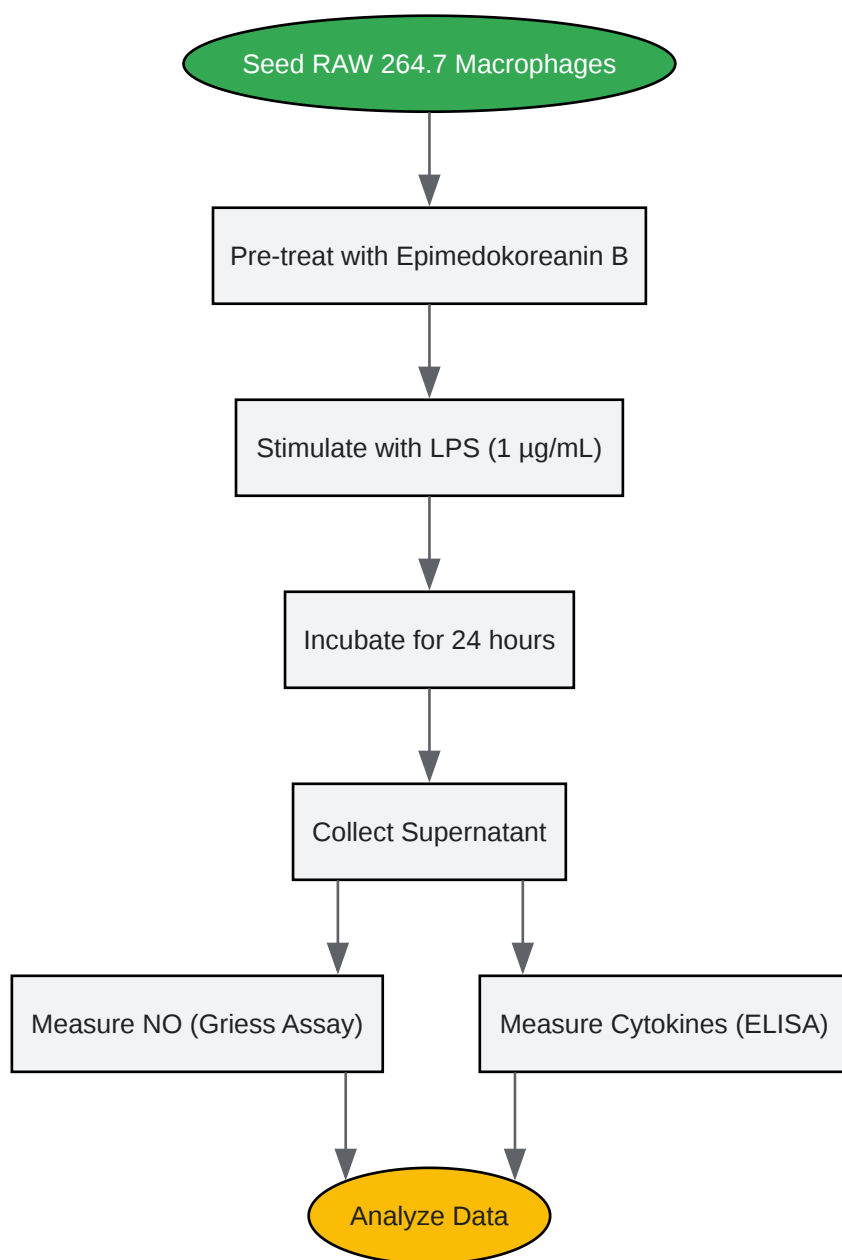 Seed RAW 264.7 Macrophages
Pre-treat with Epimedokoreanin B
Stimulate with LPS (1 µg/mL)
Incubate for 24 hours
Collect Supernatant
Measure NO (Griess Assay)
Measure Cytokines (ELISA)
Analyze Data